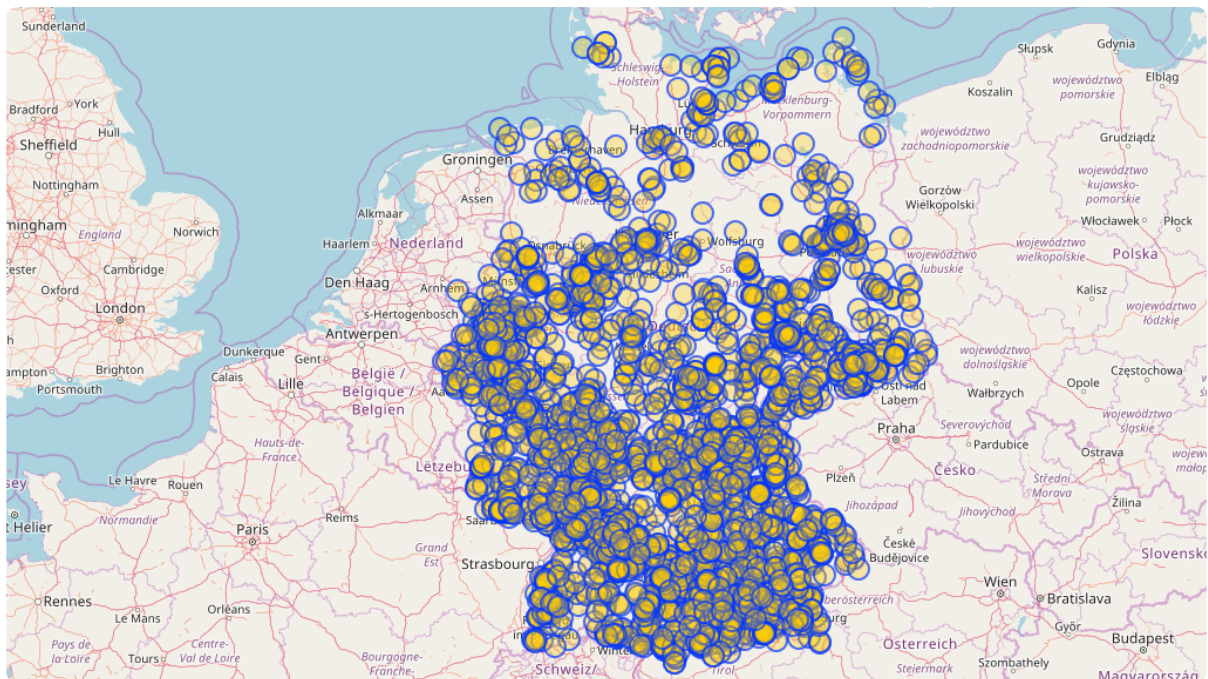 Sunderland
Słupsk
Gdynia
Schleswig-
Holstein
Elbląg
Koszalin
województwo
pomorskie
Mecklenburg-
Vorpommern
Bradford
York
Hull
Sheffield
Groningen
województwo
zachodniopomorskie
Grudziądz
Nottingham
Assen
województwo
kujawsko-
pomorskie
Gorzów
Wielkopolski
Alkmaar
Włocławek
Płock
mingham
England
Norwich
Haarlem
Nederland
Osnabrück
Wolfsburg
województwo
wielkopolskie
Polska
cester
Cambridge
województwo
lubuskie
Den Haag
Arnhem
Oxford
Kalisz
London
's-Hertogenbosch
województwo
łódzkie
Antwerpen
Dunkerque
Gent
województwo
dolnośląskie
ampton
Brighton
Calais
Lille
België /
Belgique /
Belgien
Częstochowa
Portsmouth
Opole
Wałbrzych
Ústí nad
Labem
województwo
śląskie
Praha
Severovýchod
Pardubice
Hauts-de-
France
Ostrava
Česko
Plzeň
Střední
Morava
Le Havre
Rouen
Jihozápad
Jihovýchod
Žilina
t Helier
Normandie
Reims
Paris
České
Budějovice
Grand
Est
Strasbourg
Slovensko
Wien
Bratislava
Rennes
Le Mans
Orléans
Győr
Budapest
Pays de
la Loire
Tours
Centre-
Val de Loire
Bourgogne-
Franche-
Schweiz/
Tirol
Österreich
Steiermark
Szombathely
Magyarország